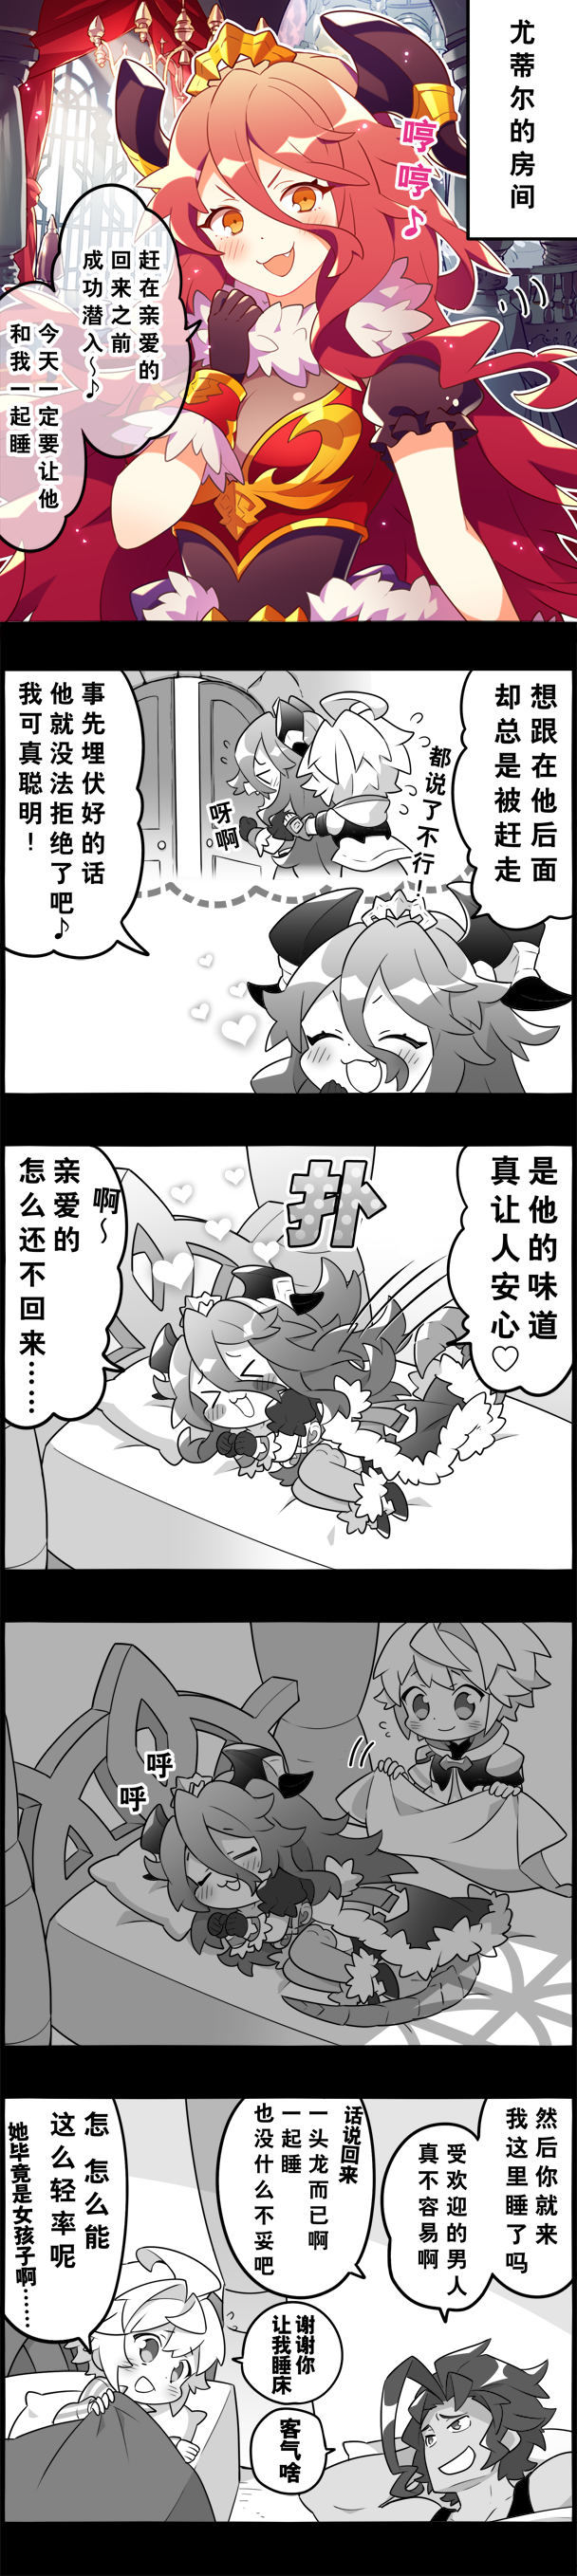 尤蒂尔的房间
哼
哼♪
赶在亲爱的
回来之前
成功潜入～♪
今天一定要让他
和我一起睡
想跟在他后面
却总是被赶走
都说了不行
呀啊
事先埋伏好的话
他就没法拒绝了吧♪
我可真聪明！
是他的味道
真让人安心♡
扑
啊～
亲爱的
怎么还不回来……
呼
呼
然后你就来
我这里睡了吗
受欢迎的男人
真不容易啊
话说回来
一头龙而已啊
一起睡
也没什么不妥吧
怎 怎么能
这么轻率呢
她毕竟是女孩子啊……
谢谢你
让我睡床
客气啥